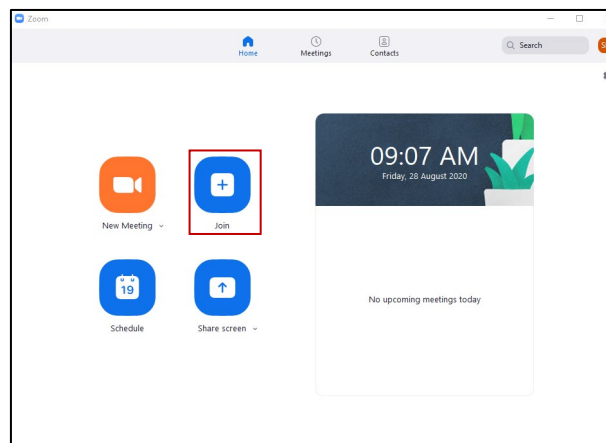 Zoom
Home
Meetings
Contacts
Search
New Meeting
Join
19
Schedule
Share screen
09:07 AM
Friday, 28 August 2020
No upcoming meetings today